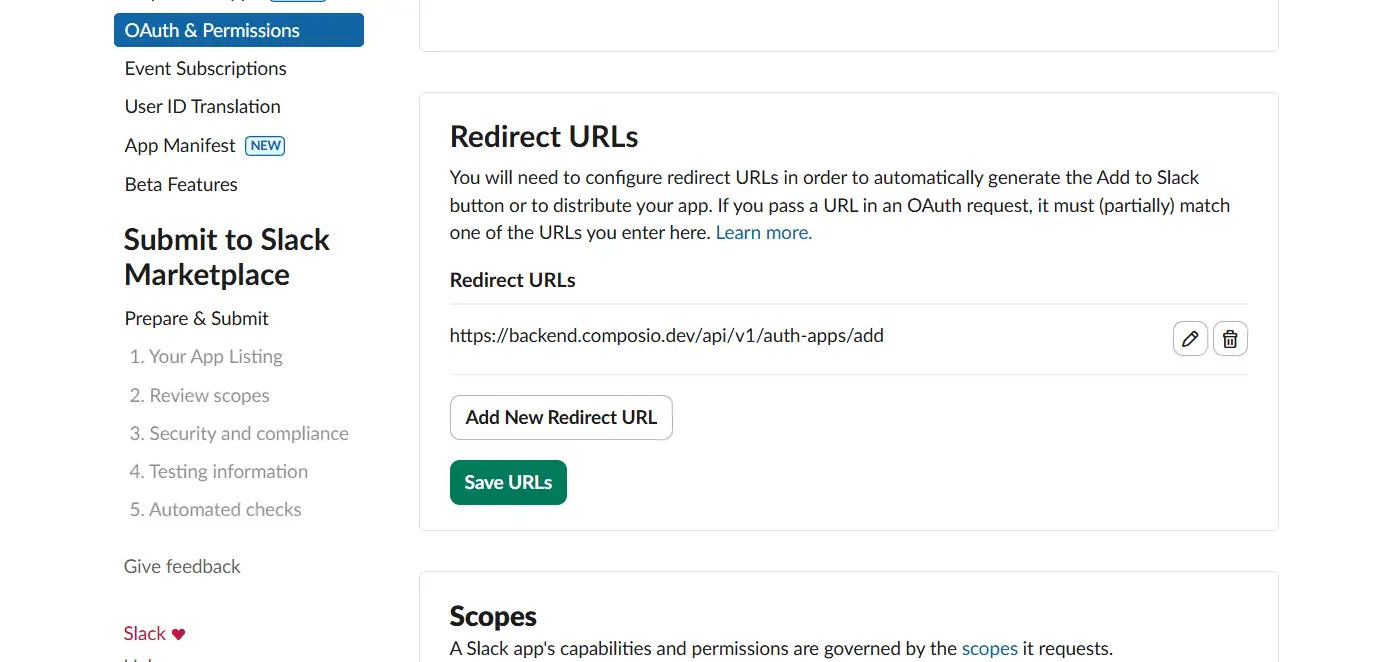 OAuth & Permissions
Event Subscriptions
User ID Translation
App Manifest NEW
Beta Features
Submit to Slack
Marketplace
Prepare & Submit
1. Your App Listing
2. Review scopes
3. Security and compliance
4. Testing information
5. Automated checks
Give feedback
Slack
Redirect URLs
You will need to configure redirect URLs in order to automatically generate the Add to Slack
button or to distribute your app. If you pass a URL in an OAuth request, it must (partially) match
one of the URLs you enter here. Learn more.
Redirect URLs
https://backend.composio.dev/api/v1/auth-apps/add
Add New Redirect URL
Save URLs
Scopes
A Slack app's capabilities and permissions are governed by the scopes it requests.